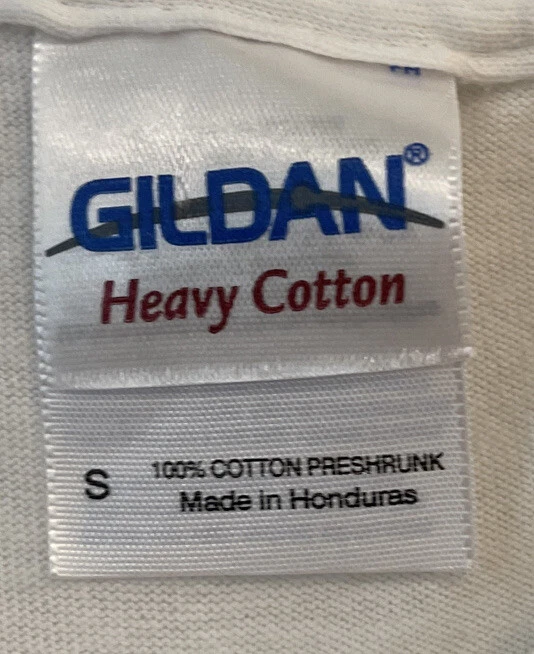 GILDAN®
Heavy Cotton
S 100% COTTON PRESHRUNK
Made in Honduras